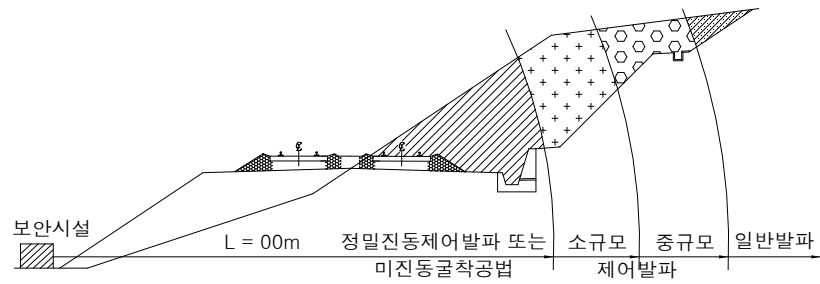 보안시설
L = 00m
정밀진동제어발파 또는
미진동굴착공법
소규모
중규모
제어발파
일반발파